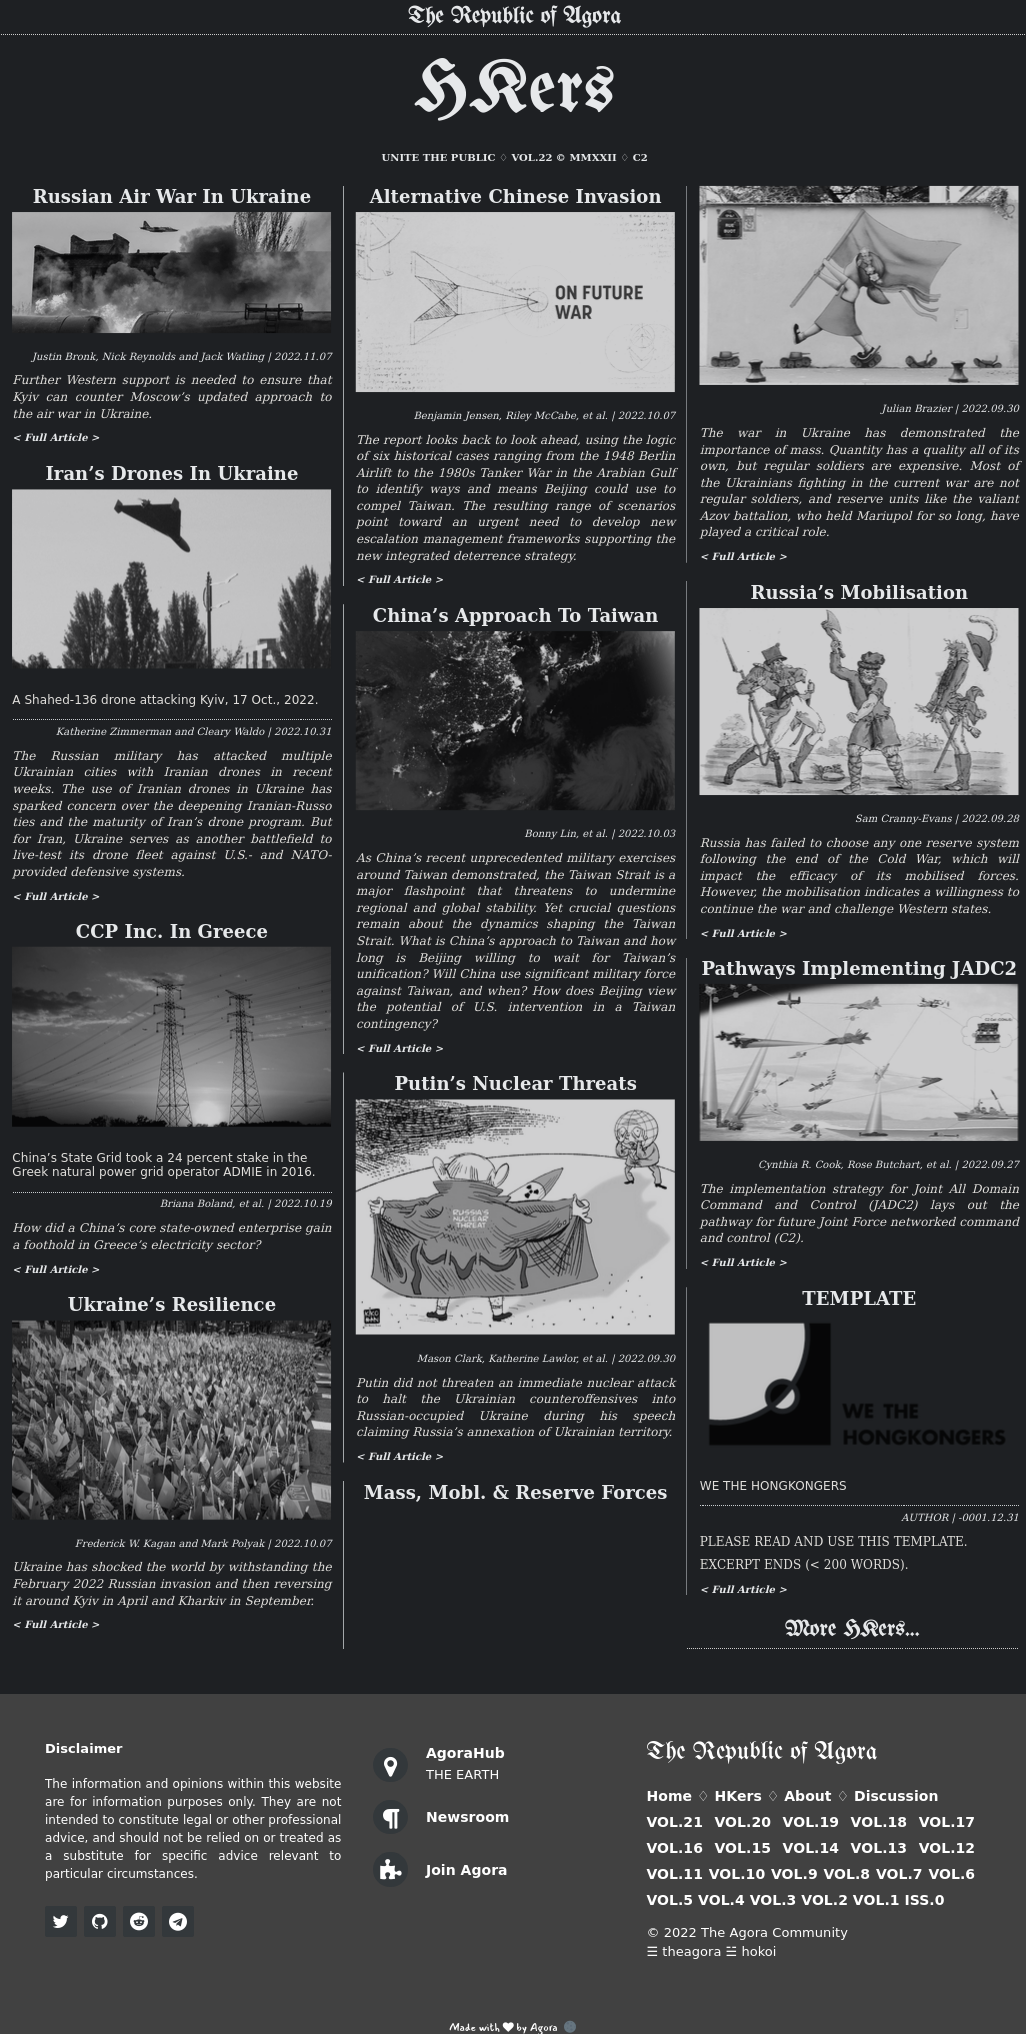 The Republic of Agora
HKers
UNITE THE PUBLIC ♢ VOL.22 © MMXXII ♢ C2
Russian Air War In Ukraine
Justin Bronk, Nick Reynolds and Jack Watling | 2022.11.07
Further Western support is needed to ensure that
Kyiv can counter Moscow’s updated approach to
the air war in Ukraine.
< Full Article >
Iran’s Drones In Ukraine
A Shahed-136 drone attacking Kyiv, 17 Oct., 2022.
Katherine Zimmerman and Cleary Waldo | 2022.10.31
The Russian military has attacked multiple
Ukrainian cities with Iranian drones in recent
weeks. The use of Iranian drones in Ukraine has
sparked concern over the deepening Iranian-Russo
ties and the maturity of Iran’s drone program. But
for Iran, Ukraine serves as another battlefield to
live-test its drone fleet against U.S.- and NATO-
provided defensive systems.
< Full Article >
CCP Inc. In Greece
China’s State Grid took a 24 percent stake in the
Greek natural power grid operator ADMIE in 2016.
Briana Boland, et al. | 2022.10.19
How did a China’s core state-owned enterprise gain
a foothold in Greece’s electricity sector?
< Full Article >
Ukraine’s Resilience
Frederick W. Kagan and Mark Polyak | 2022.10.07
Ukraine has shocked the world by withstanding the
February 2022 Russian invasion and then reversing
it around Kyiv in April and Kharkiv in September.
< Full Article >
Alternative Chinese Invasion
ON FUTURE
WAR
Benjamin Jensen, Riley McCabe, et al. | 2022.10.07
The report looks back to look ahead, using the logic
of six historical cases ranging from the 1948 Berlin
Airlift to the 1980s Tanker War in the Arabian Gulf
to identify ways and means Beijing could use to
compel Taiwan. The resulting range of scenarios
point toward an urgent need to develop new
escalation management frameworks supporting the
new integrated deterrence strategy.
< Full Article >
China’s Approach To Taiwan
Bonny Lin, et al. | 2022.10.03
As China’s recent unprecedented military exercises
around Taiwan demonstrated, the Taiwan Strait is a
major flashpoint that threatens to undermine
regional and global stability. Yet crucial questions
remain about the dynamics shaping the Taiwan
Strait. What is China’s approach to Taiwan and how
long is Beijing willing to wait for Taiwan’s
unification? Will China use significant military force
against Taiwan, and when? How does Beijing view
the potential of U.S. intervention in a Taiwan
contingency?
< Full Article >
Putin’s Nuclear Threats
RUSSIA'S
NUCLEAR
THREAT
Mason Clark, Katherine Lawlor, et al. | 2022.09.30
Putin did not threaten an immediate nuclear attack
to halt the Ukrainian counteroffensives into
Russian-occupied Ukraine during his speech
claiming Russia’s annexation of Ukrainian territory.
< Full Article >
Mass, Mobl. & Reserve Forces
Julian Brazier | 2022.09.30
The war in Ukraine has demonstrated the
importance of mass. Quantity has a quality all of its
own, but regular soldiers are expensive. Most of
the Ukrainians fighting in the current war are not
regular soldiers, and reserve units like the valiant
Azov battalion, who held Mariupol for so long, have
played a critical role.
< Full Article >
Russia’s Mobilisation
Sam Cranny-Evans | 2022.09.28
Russia has failed to choose any one reserve system
following the end of the Cold War, which will
impact the efficacy of its mobilised forces.
However, the mobilisation indicates a willingness to
continue the war and challenge Western states.
< Full Article >
Pathways Implementing JADC2
Cynthia R. Cook, Rose Butchart, et al. | 2022.09.27
The implementation strategy for Joint All Domain
Command and Control (JADC2) lays out the
pathway for future Joint Force networked command
and control (C2).
< Full Article >
TEMPLATE
WE THE
HONGKONGERS
WE THE HONGKONGERS
AUTHOR | -0001.12.31
PLEASE READ AND USE THIS TEMPLATE.
EXCERPT ENDS (< 200 WORDS).
< Full Article >
More HKers...
Disclaimer
The information and opinions within this website
are for information purposes only. They are not
intended to constitute legal or other professional
advice, and should not be relied on or treated as
a substitute for specific advice relevant to
particular circumstances.
AgoraHub
THE EARTH
Newsroom
Join Agora
The Republic of Agora
Home ♢ HKers ♢ About ♢ Discussion
VOL.21 VOL.20 VOL.19 VOL.18 VOL.17
VOL.16 VOL.15 VOL.14 VOL.13 VOL.12
VOL.11 VOL.10 VOL.9 VOL.8 VOL.7 VOL.6
VOL.5 VOL.4 VOL.3 VOL.2 VOL.1 ISS.0
© 2022 The Agora Community
☰ theagora ☱ hokoi
Made with ♥ by Agora